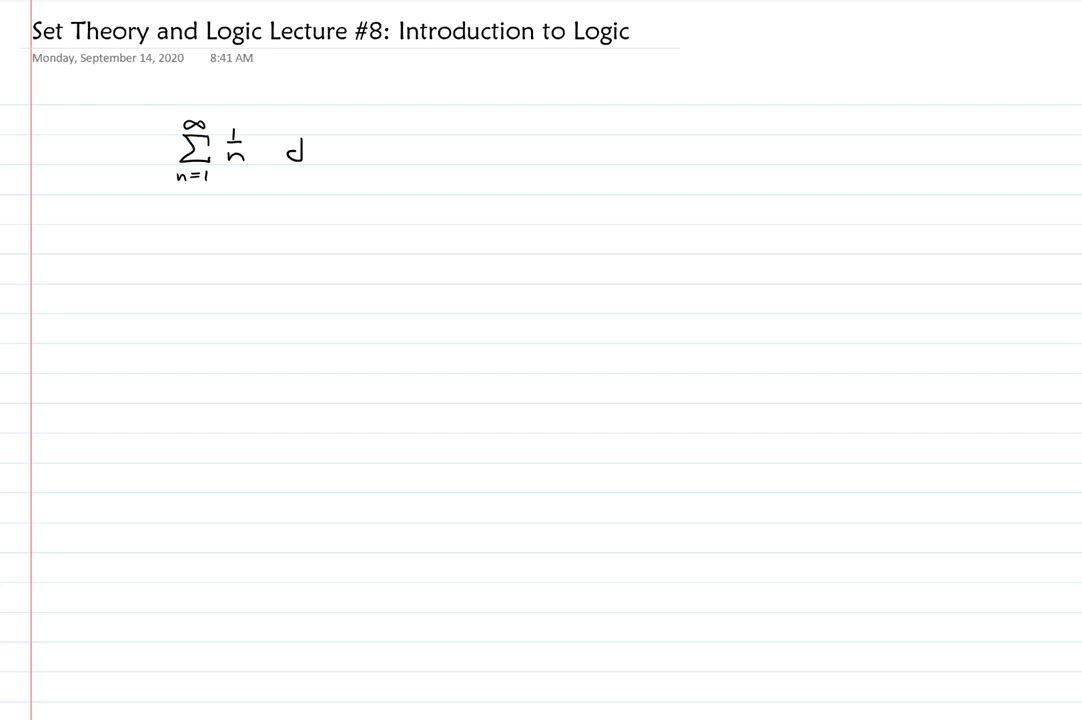 Set Theory and Logic Lecture #8: Introduction to Logic
Monday, September 14, 2020 8:41 AM
∞
∑ 1/n d
n=1